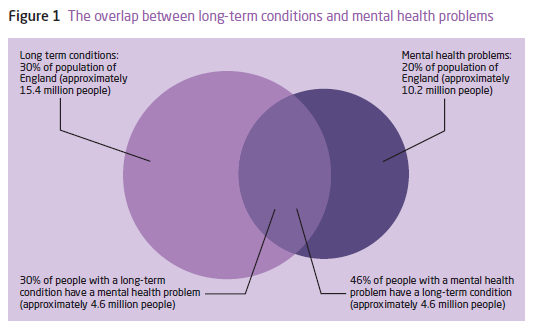 Figure 1 The overlap between long-term conditions and mental health problems
Long term conditions:
30% of population of
England (approximately
15.4 million people)
Mental health problems:
20% of population of
England (approximately
10.2 million people)
30% of people with a long-term
condition have a mental health problem
(approximately 4.6 million people)
46% of people with a mental health
problem have a long-term condition
(approximately 4.6 million people)